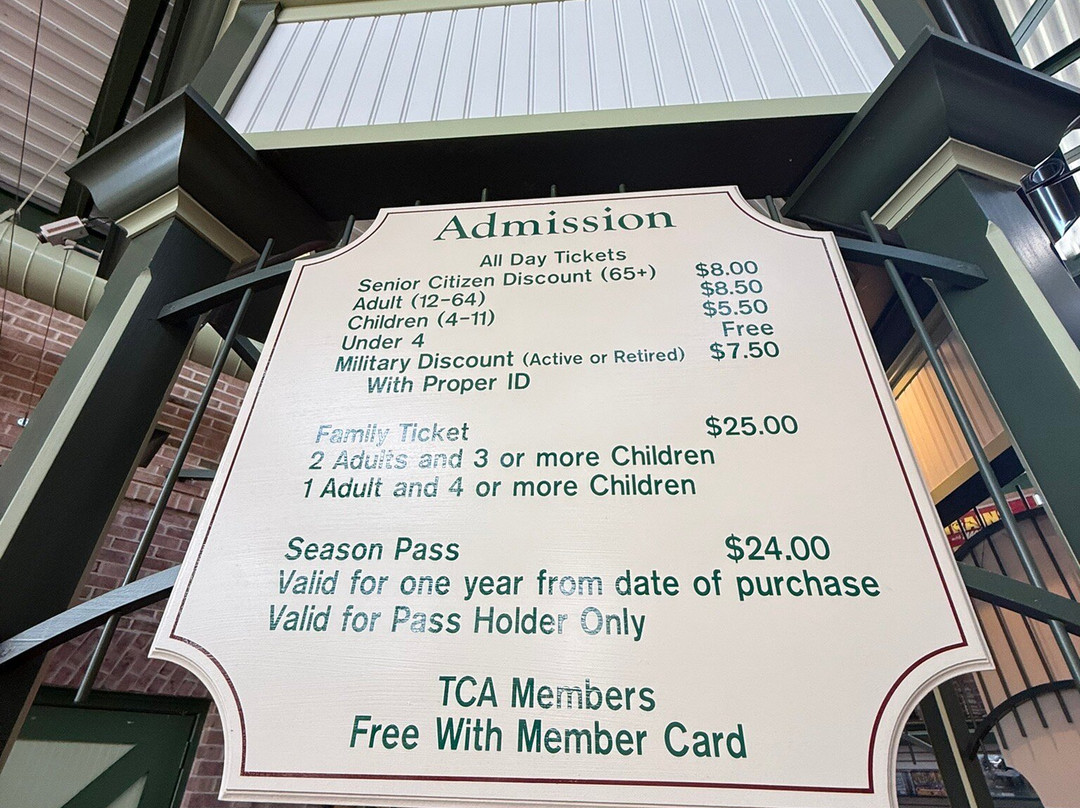 Admission
All Day Tickets
Senior Citizen Discount (65+) $8.00
Adult (12-64) $8.50
Children (4-11) $5.50
Under 4 Free
Military Discount (Active or Retired) $7.50
With Proper ID
Family Ticket $25.00
2 Adults and 3 or more Children
1 Adult and 4 or more Children
Season Pass $24.00
Valid for one year from date of purchase
Valid for Pass Holder Only
TCA Members
Free With Member Card